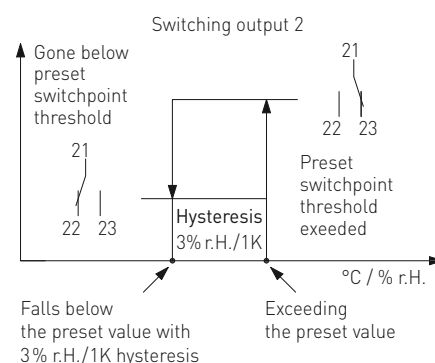 Switching output 2
Gone below
preset
switchpoint
threshold
21
22 23
21
22 23
Preset
switchpoint
threshold
exeeded
Hysteresis
3% r.H./1K
°C / % r.H.
Falls below
the preset value with
3% r.H./1K hysteresis
Exceeding
the preset value